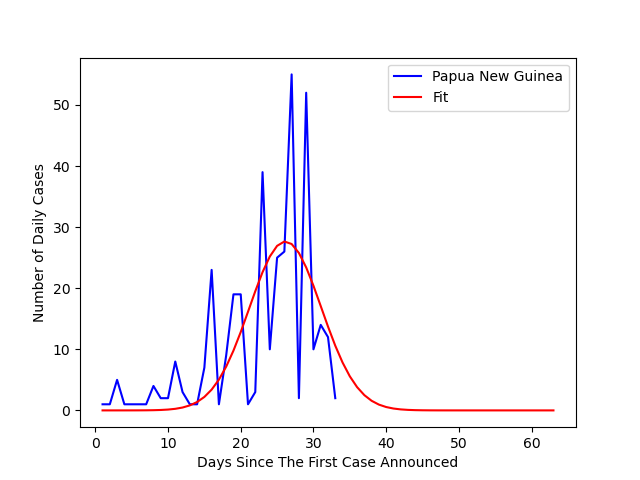 Papua New Guinea
Fit
50
40
30
20
10
0
Number of Daily Cases
0 10 20 30 40 50 60
Days Since The First Case Announced